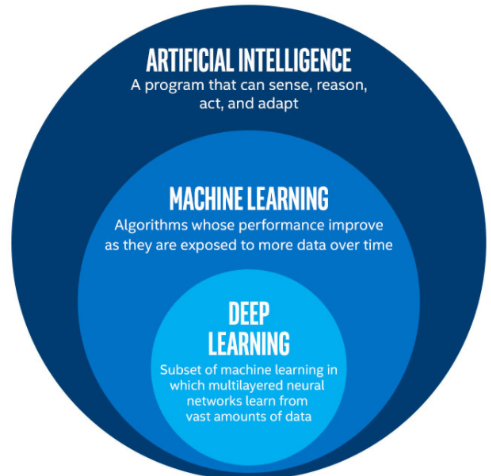 ARTIFICIAL INTELLIGENCE
A program that can sense, reason,
act, and adapt
MACHINE LEARNING
Algorithms whose performance improve
as they are exposed to more data over time
DEEP
LEARNING
Subset of machine learning in
which multilayered neural
networks learn from
vast amounts of data